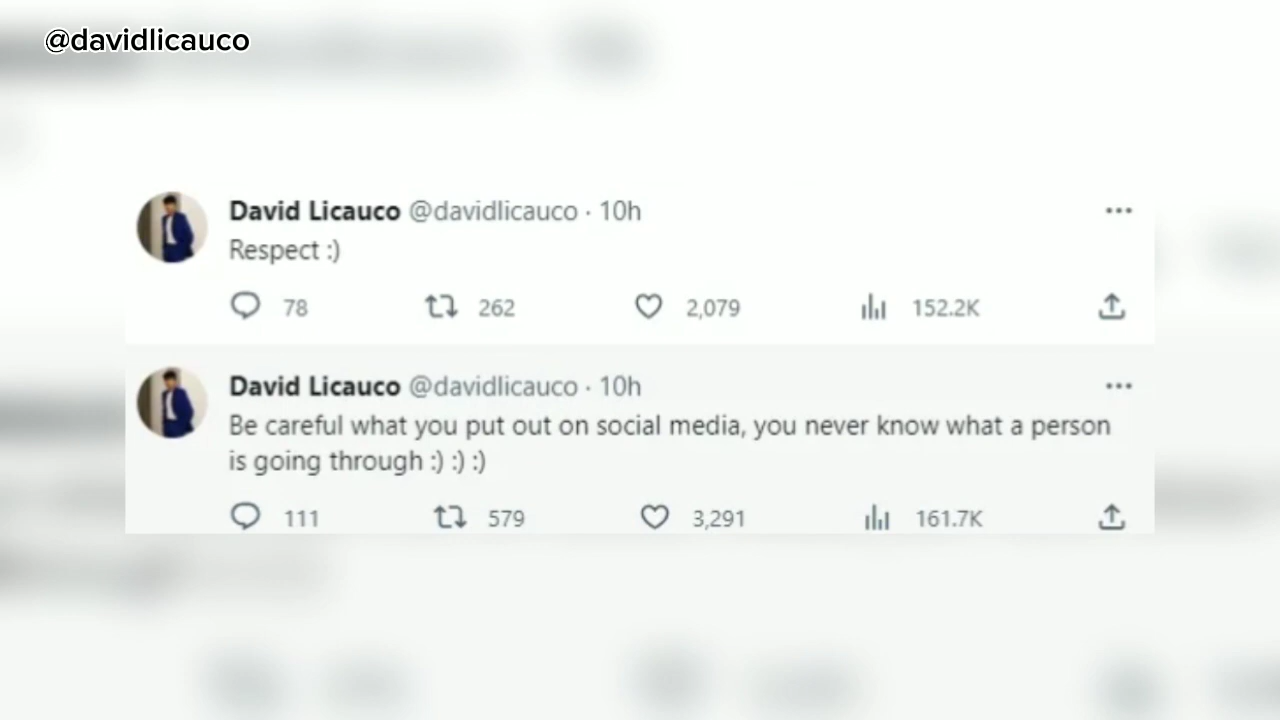 @davidlicauco
David Licauco @davidlicauco · 10h
Respect :)
78 262 2,079 152.2K
David Licauco @davidlicauco · 10h
Be careful what you put out on social media, you never know what a person
is going through :) :) :)
111 579 3,291 161.7K